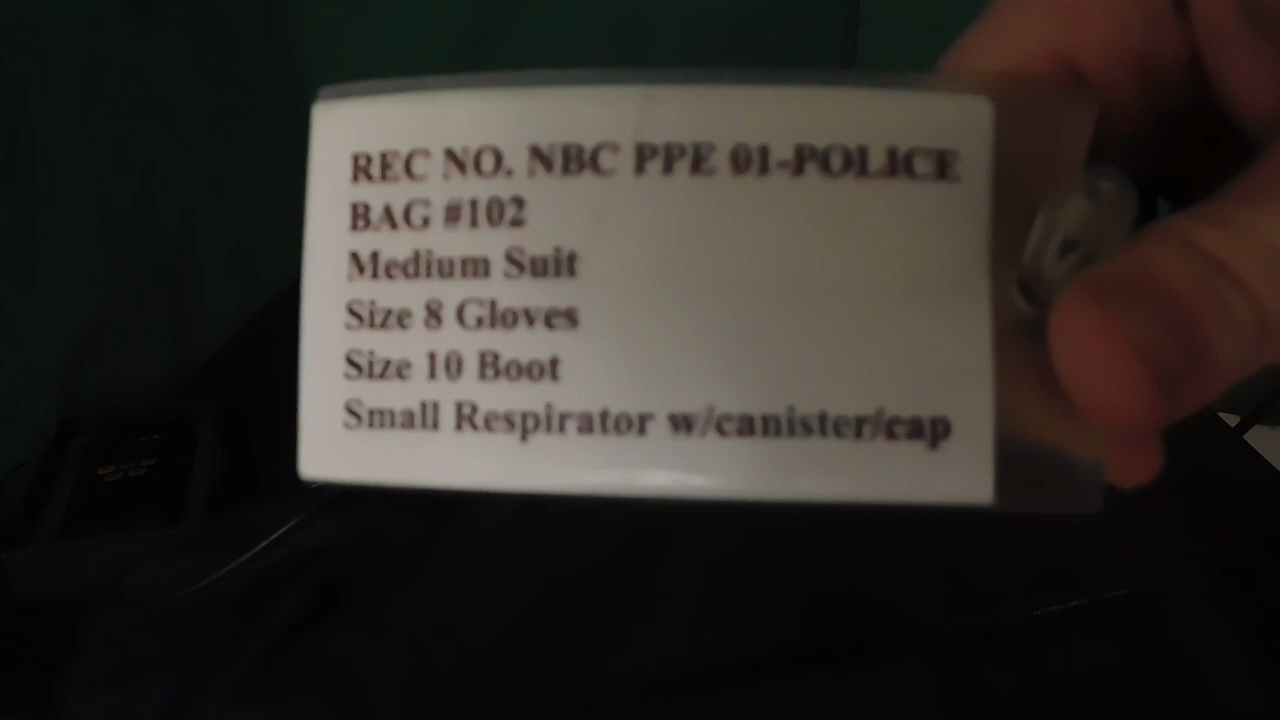 REC NO. NBC PPE 01-POLICE
BAG #102
Medium Suit
Size 8 Gloves
Size 10 Boot
Small Respirator w/canister/cap